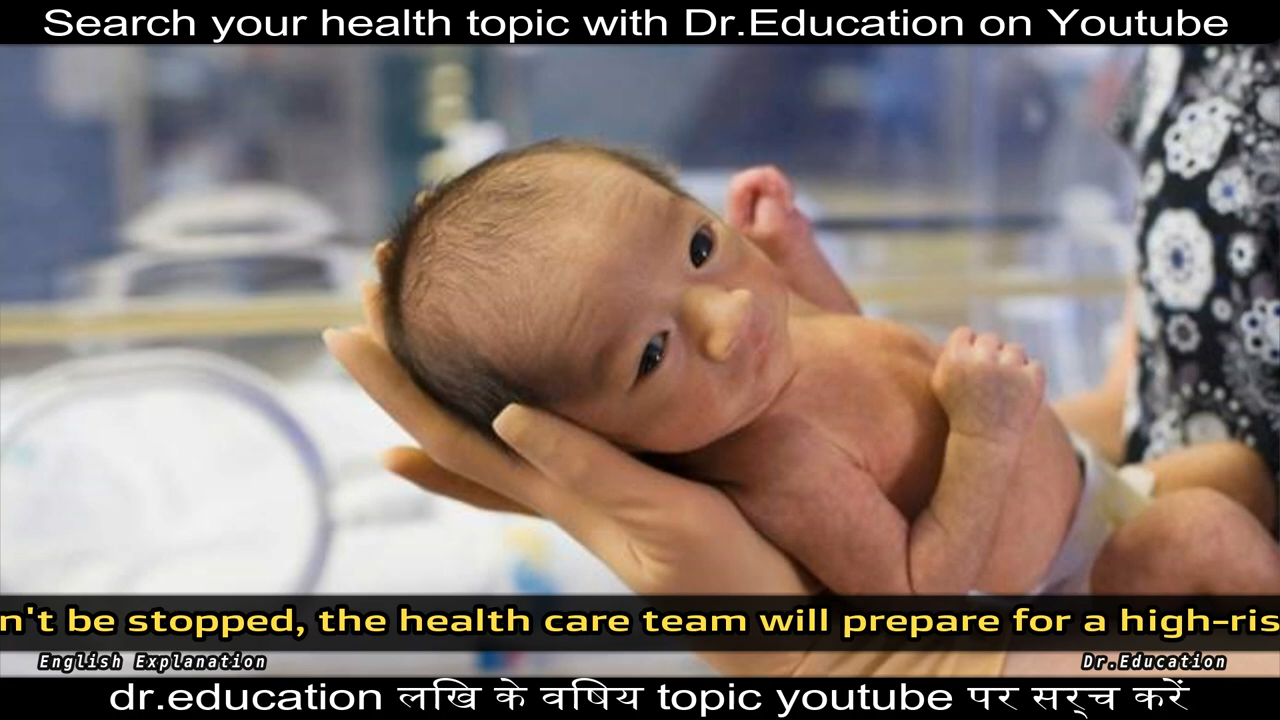 Search your health topic with Dr.Education on Youtube
n't be stopped, the health care team will prepare for a high-ris
English Explanation
Dr.Education
dr.education लखि के वषिय topic youtube पर सर्च करें